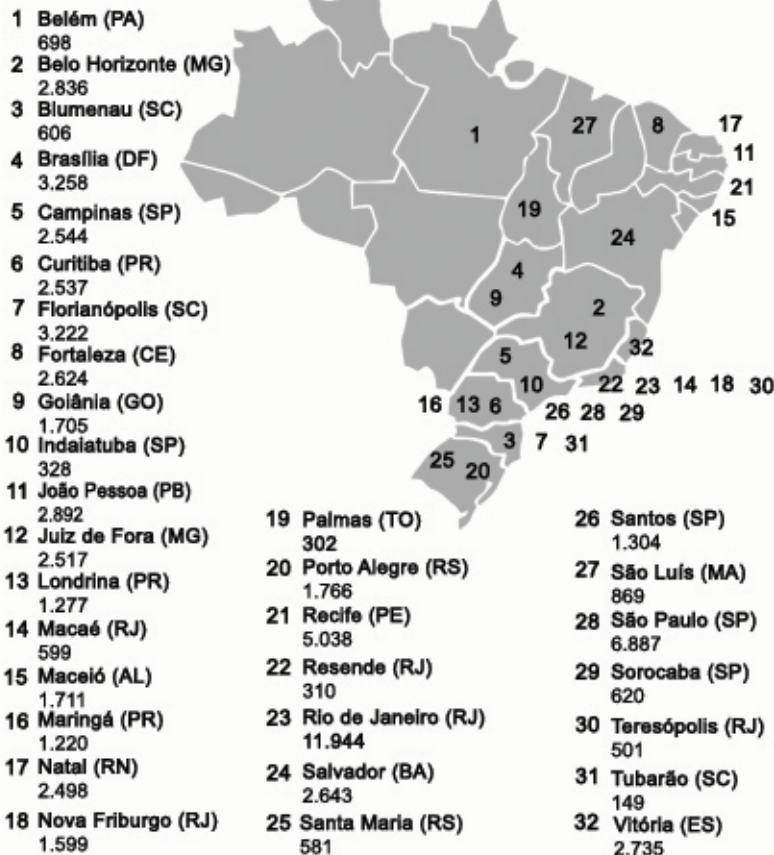 1 Belém (PA)
698
2 Belo Horizonte (MG)
2.836
3 Blumenau (SC)
606
4 Brasília (DF)
3.258
5 Campinas (SP)
2.544
6 Curitiba (PR)
2.537
7 Florianópolis (SC)
3.222
8 Fortaleza (CE)
2.624
9 Goiânia (GO)
1.705
10 Indaiatuba (SP)
328
11 João Pessoa (PB)
2.892
12 Juiz de Fora (MG)
2.517
13 Londrina (PR)
1.277
14 Macaé (RJ)
599
15 Maceió (AL)
1.711
16 Maringá (PR)
1.220
17 Natal (RN)
2.498
18 Nova Friburgo (RJ)
1.599
19 Palmas (TO)
302
20 Porto Alegre (RS)
1.766
21 Recife (PE)
5.038
22 Resende (RJ)
310
23 Rio de Janeiro (RJ)
11.944
24 Salvador (BA)
2.643
25 Santa Maria (RS)
581
26 Santos (SP)
1.304
27 São Luís (MA)
869
28 São Paulo (SP)
6.887
29 Sorocaba (SP)
620
30 Teresópolis (RJ)
501
31 Tubarão (SC)
149
32 Vitória (ES)
2.735
1
27
8
17
11
21
15
19
24
4
9
2
12
32
5
10
22 23 14 18 30
16 13 6
26 28 29
3 7 31
25 20